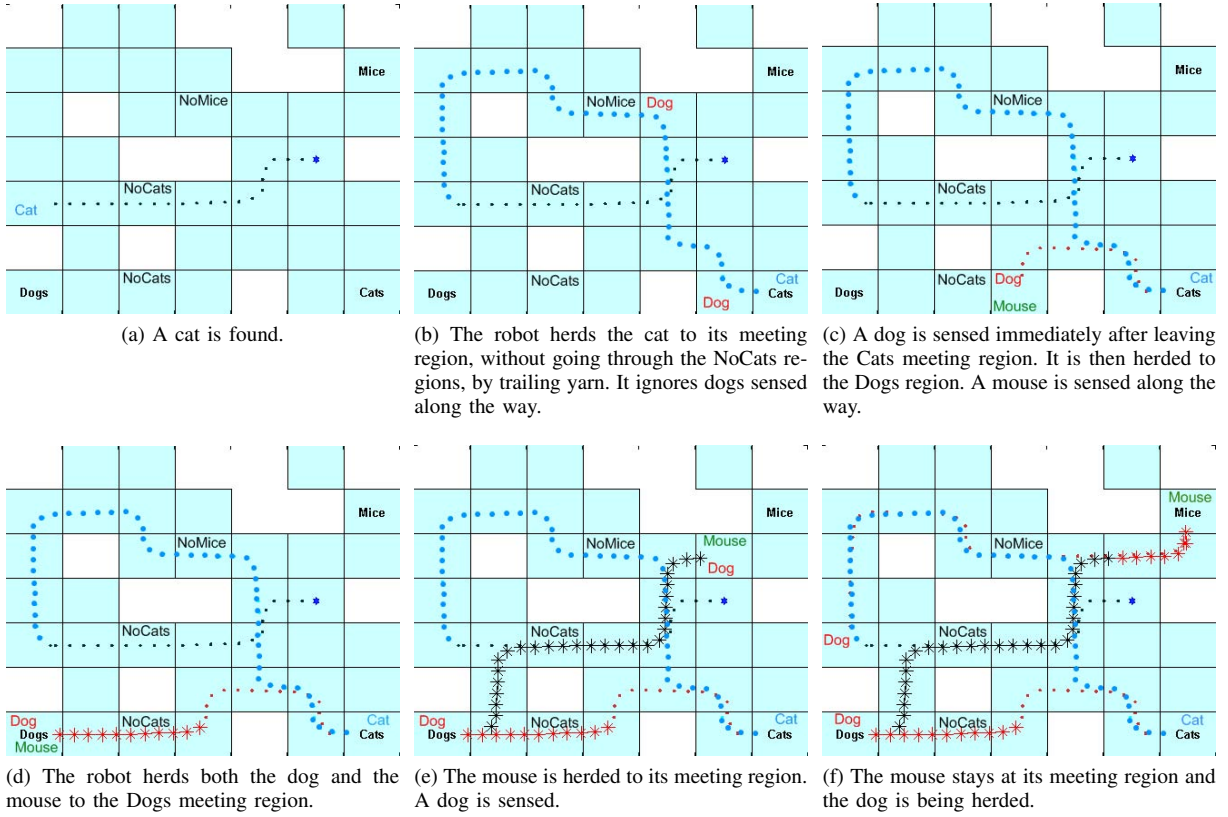 Mice
NoMice
NoCats
Cat
NoCats
Dogs
Cats
(a) A cat is found.
Mice
NoMice
Dog
NoCats
NoCats
Cat
Dogs
Cats
Dog
(b) The robot herds the cat to its meeting
region, without going through the NoCats re-
gions, by trailing yarn. It ignores dogs sensed
along the way.
Mice
NoMice
NoCats
NoCats
Dog
Cat
Dogs
Cats
Mouse
(c) A dog is sensed immediately after leaving
the Cats meeting region. It is then herded to
the Dogs region. A mouse is sensed along the
way.
Mice
NoMice
NoCats
Dog
NoCats
Cat
Dogs
Cats
Mouse
(d) The robot herds both the dog and the
mouse to the Dogs meeting region.
Mice
NoMice
Mouse
Dog
NoCats
Dog
NoCats
Cat
Dogs
Cats
(e) The mouse is herded to its meeting region.
A dog is sensed.
Mouse
Mice
NoMice
NoCats
Dog
Dog
NoCats
Cat
Dogs
Cats
(f) The mouse stays at its meeting region and
the dog is being herded.